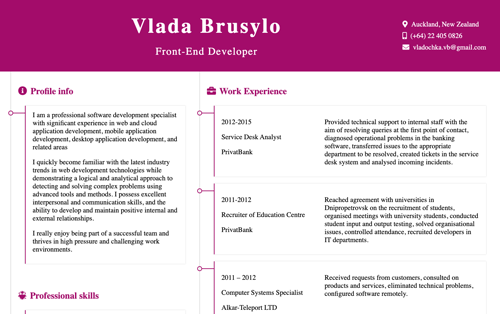 Vlada Brusylo
Front-End Developer
Auckland, New Zealand
(+64) 22 405 0826
vladochka.vb@gmail.com
Profile info
I am a professional software development specialist
with significant experience in web and cloud
application development, mobile application
development, desktop application development, and
related areas
I quickly become familiar with the latest industry
trends in web development technologies while
demonstrating a logical and analytical approach to
detecting and solving complex problems using
advanced tools and methods. I possess excellent
interpersonal and communication skills, and the
ability to develop and maintain positive internal and
external relationships.
I really enjoy being part of a successful team and
thrives in high pressure and challenging work
environments.
Professional skills
Work Experience
2012-2015
Service Desk Analyst
PrivatBank
Provided technical support to internal staff with the
aim of resolving queries at the first point of contact,
diagnosed operational problems in the banking
software, transferred issues to the appropriate
department to be resolved, created tickets in the service
desk system and analysed incoming incidents.
2011-2012
Recruiter of Education Centre
PrivatBank
Reached agreement with universities in
Dnipropetrovsk on the recruitment of students,
organised meetings with university students, conducted
student input and output testing, solved organisational
issues, controlled attendance, recruited developers in
IT departments.
2011 – 2012
Computer Systems Specialist
Alkar-Teleport LTD
Received requests from customers, consulted on
products and services, eliminated technical problems,
configured software remotely.